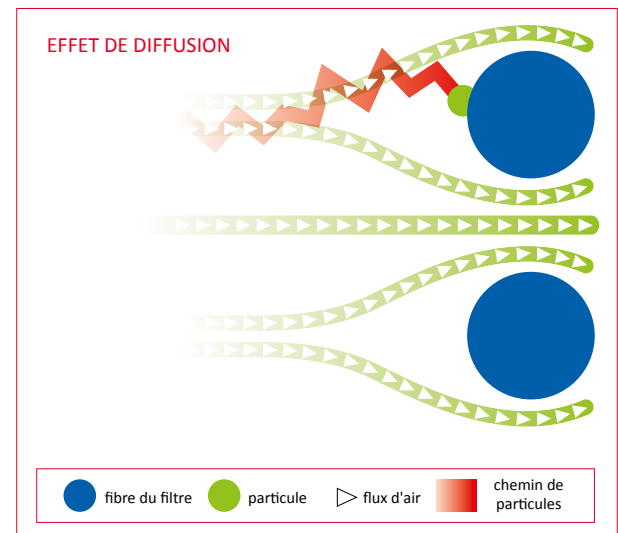 EFFET DE DIFFUSION
fibre du filtre
particule
flux d'air
chemin de
particules